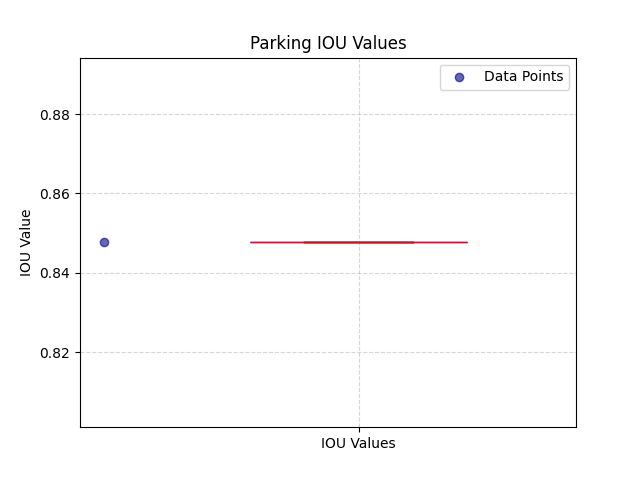 Parking IOU Values
Data Points
0.88
0.86
0.84
0.82
IOU Value
IOU Values